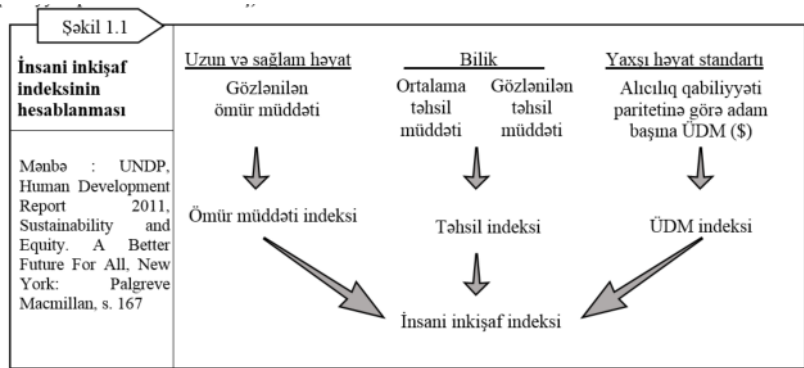 Şəkil 1.1
İnsani inkişaf
indeksinin
hesablanması
Mənbə : UNDP,
Human Development
Report 2011,
Sustainability and
Equity. A Better
Future For All, New
York: Palgreve
Macmillan, s. 167
Uzun və sağlam həyat
Gözlənilən
ömür müddəti
Ömür müddəti indeksi
Bilik
Ortalama
təhsil
müddəti
Gözlənilən
təhsil
müddəti
Təhsil indeksi
Yaxşı həyat standartı
Alıcılıq qabiliyyəti
paritetinə görə adam
başına ÜDM ($)
ÜDM indeksi
İnsani inkişaf indeksi